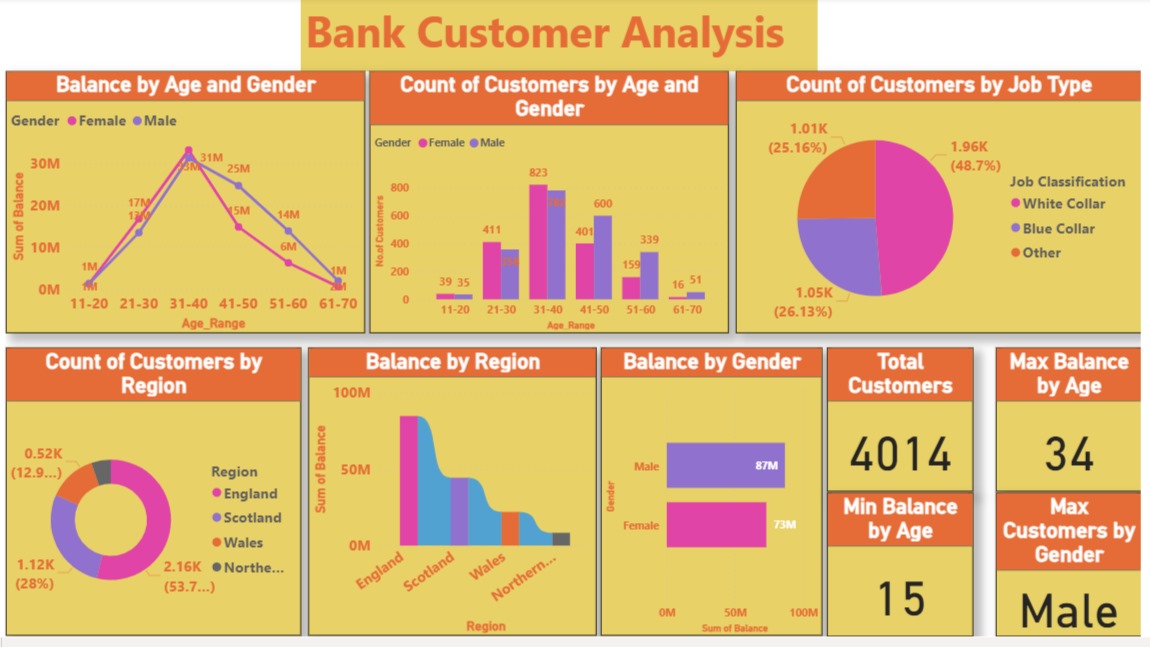 Bank Customer Analysis
Balance by Age and Gender
Gender Female Male
Sum of Balance
30M
20M
10M
0M
1M
17M
31M
25M
15M
14M
6M
1M
11-20 21-30 31-40 41-50 51-60 61-70
Age_Range
Count of Customers by Age and
Gender
Gender Female Male
No.of Customers
800
600
400
200
0
39 35
411
823
401
600
159
339
16 51
11-20 21-30 31-40 41-50 51-60 61-70
Age_Range
Count of Customers by Job Type
1.01K
(25.16%)
1.96K
(48.7%)
1.05K
(26.13%)
Job Classification
White Collar
Blue Collar
Other
Count of Customers by
Region
0.52K
(12.9...)
1.12K
(28%)
2.16K
(53.7...)
Region
England
Scotland
Wales
Northe...
Balance by Region
Sum of Balance
100M
50M
0M
England
Scotland
Wales
Northern...
Region
Balance by Gender
Gender
Male
87M
Female
73M
0M 50M 100M
Sum of Balance
Total
Customers
4014
Max Balance
by Age
34
Min Balance
by Age
15
Max
Customers by
Gender
Male